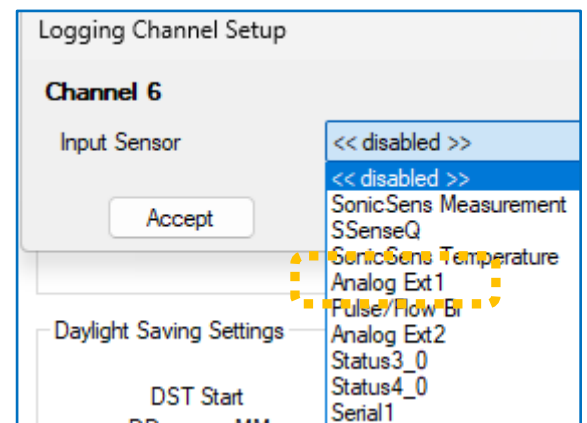 Logging Channel Setup
Channel 6
Input Sensor
<< disabled >>
<< disabled >>
SonicSens Measurement
SSenseQ
SonicSens Temperature
Accept
Analog Ext1
Pulse/Flow Bi
Daylight Saving Settings
Analog Ext2
Status3_0
DST Start
Status4_0
Serial1